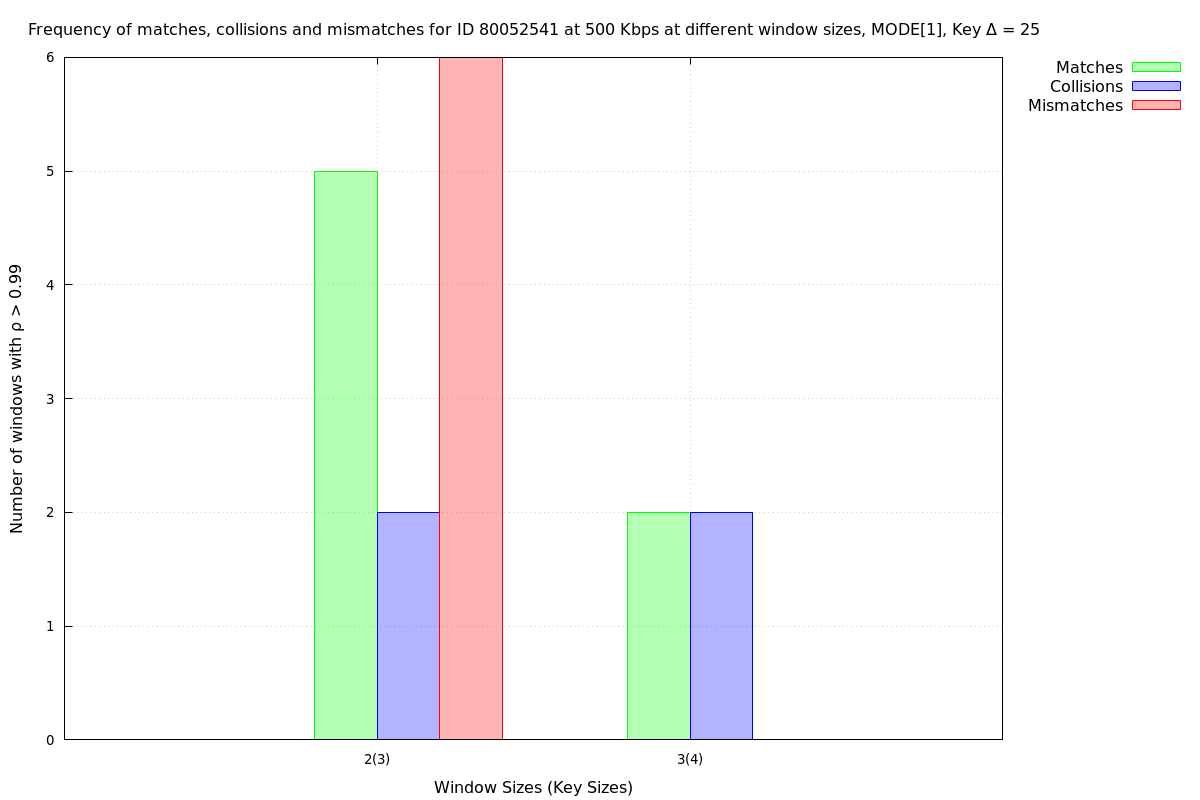 Frequency of matches, collisions and mismatches for ID 80052541 at 500 Kbps at different window sizes, MODE[1], Key Δ = 25
Matches
Collisions
Mismatches
Number of windows with ρ > 0.99
6
5
4
3
2
1
0
2(3) 3(4)
Window Sizes (Key Sizes)